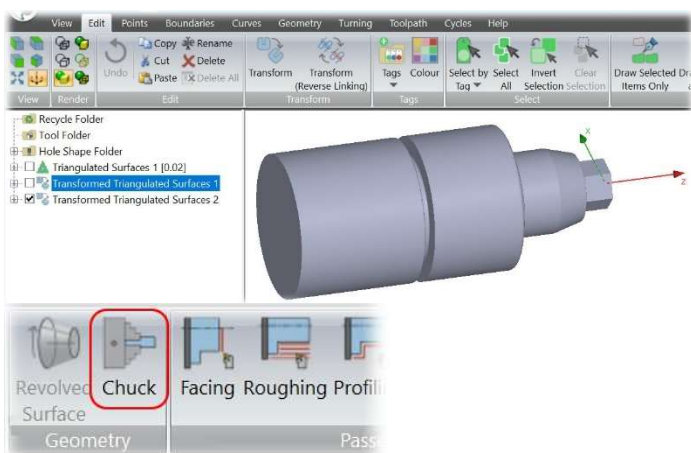 View Edit Points Boundaries Curves Geometry Turning Toolpath Cycles Help
Undo
Copy Rename
Cut Delete
Paste Delete All
Transform
Transform
(Reverse Linking)
Tags Colour
Select by
Tag
Select
All
Invert
Selection
Clear
Selection
Draw Selected
Items Only
View Render Edit Transform Tags Select
Recycle Folder
Tool Folder
Hole Shape Folder
Triangulated Surfaces 1 [0.02]
Transformed Triangulated Surfaces 1
Transformed Triangulated Surfaces 2
x
z
Revolved
Surface
Chuck
Facing Roughing
Geometry